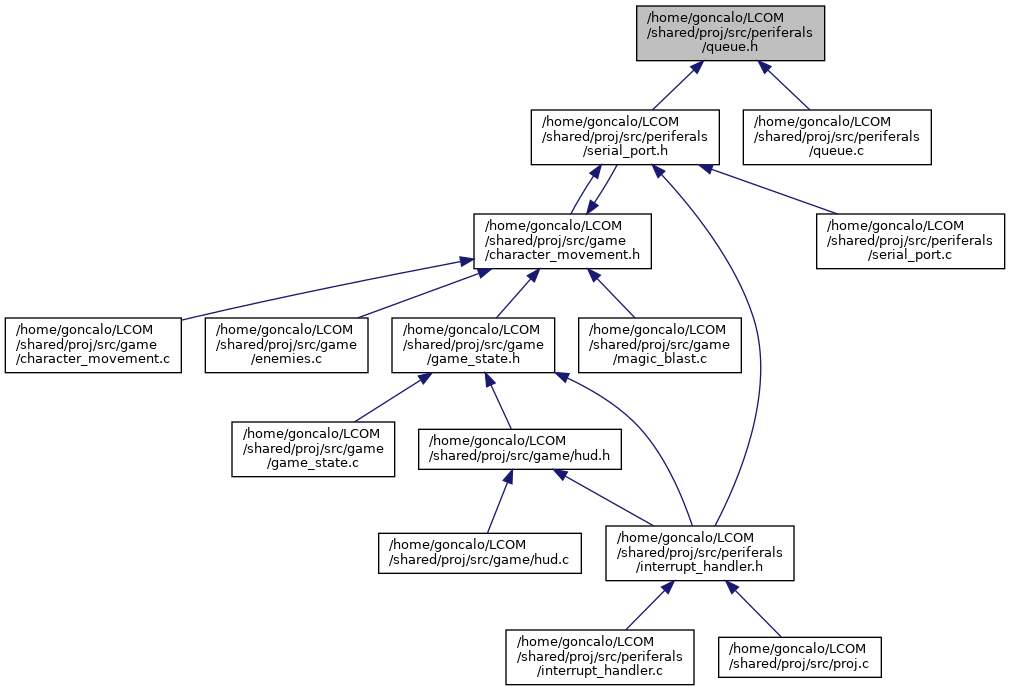 /home/goncalo/LCOM
/shared/proj/src/periferals
/queue.h
/home/goncalo/LCOM
/shared/proj/src/periferals
/serial_port.h
/home/goncalo/LCOM
/shared/proj/src/periferals
/queue.c
/home/goncalo/LCOM
/shared/proj/src/game
/character_movement.h
/home/goncalo/LCOM
/shared/proj/src/periferals
/serial_port.c
/home/goncalo/LCOM
/shared/proj/src/game
/character_movement.c
/home/goncalo/LCOM
/shared/proj/src/game
/enemies.c
/home/goncalo/LCOM
/shared/proj/src/game
/game_state.h
/home/goncalo/LCOM
/shared/proj/src/game
/magic_blast.c
/home/goncalo/LCOM
/shared/proj/src/game
/game_state.c
/home/goncalo/LCOM
/shared/proj/src/game/hud.h
/home/goncalo/LCOM
/shared/proj/src/game/hud.c
/home/goncalo/LCOM
/shared/proj/src/periferals
/interrupt_handler.h
/home/goncalo/LCOM
/shared/proj/src/periferals
/interrupt_handler.c
/home/goncalo/LCOM
/shared/proj/src/proj.c